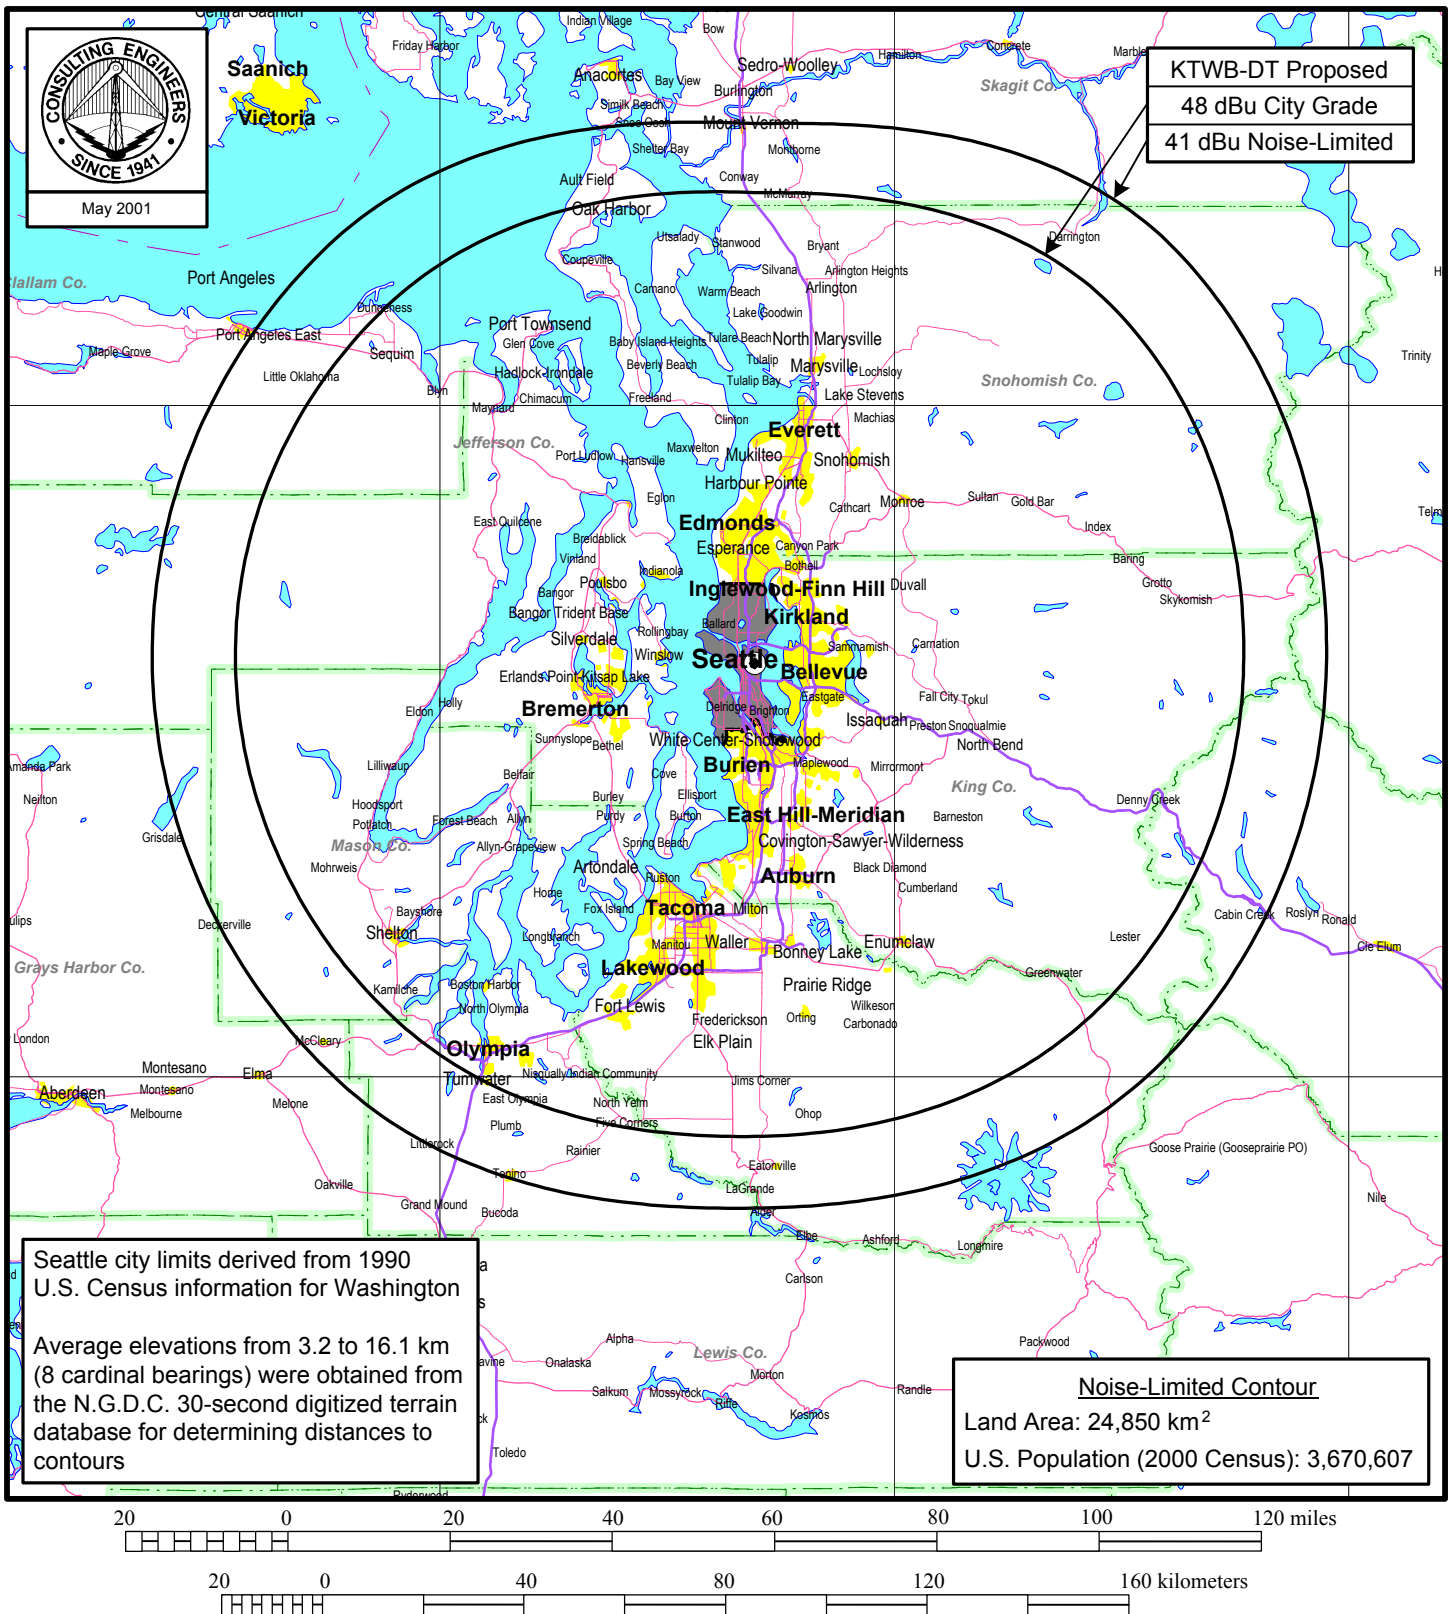 Central Saanich
Indian Village
Bow
Friday Harbor
Concrete
Marble
Hamilton
Sedro-Woolley
Saanich
Anacortes
Bay View
Burlington
Skagit Co.
Similk Beach
Victoria
Mount Vernon
Shelter Bay
Montborne
CONSULTING ENGINEERS
• SINCE 1941 •
May 2001
KTWB-DT Proposed
48 dBu City Grade
41 dBu Noise-Limited
Ault Field
Conway
McMurray
Oak Harbor
Utsalady
Stanwood
Bryant
Darrington
Coupeville
Silvana
Arlington Heights
Port Angeles
Clallam Co.
Camano
Warm Beach
Arlington
Dungeness
Lake Goodwin
Port Townsend
Port Angeles East
Glen Cove
Baby Island Heights
Tulare Beach
North Marysville
Maple Grove
Sequim
Trinity
Beverly Beach
Tulalip
Marysville
Lochsloy
Little Oklahoma
Hadlock-Irondale
Tulalip Bay
Snohomish Co.
Blyn
Chimacum
Freeland
Lake Stevens
Maynard
Clinton
Machias
Everett
Jefferson Co.
Maxwelton
Port Ludlow
Hansville
Mukilteo
Snohomish
Harbour Pointe
Eglon
Cathcart
Monroe
Sultan
Gold Bar
Telm
East Quilcene
Edmonds
Index
Breidablick
Esperance
Canyon Park
Vinland
Bothell
Baring
Indianola
Poulsbo
Grotto
Inglewood-Finn Hill
Duvall
Bangor
Skykomish
Bangor Trident Base
Kirkland
Ballard
Rollingbay
Silverdale
Sammamish
Carnation
Winslow
Seattle
Erlands Point-Kitsap Lake
Bellevue
Eastgate
Fall City
Tokul
Holly
Eldon
Bremerton
Delridge
Brighton
Issaquah
Preston
Snoqualmie
Sunnyslope
Bethel
White Center-Shorewood
North Bend
Amanda Park
Lilliwaup
Belfair
Cove
Burien
Maplewood
Mirrormont
King Co.
Neilton
Hoodsport
Burley
Ellisport
Denny Creek
Potlatch
Forest Beach
Allyn
Purdy
Burton
East Hill-Meridian
Barneston
Grisdale
Mason Co.
Allyn-Grapeview
Spring Beach
Covington-Sawyer-Wilderness
Mohrweis
Artondale
Ruston
Auburn
Black Diamond
Home
Cumberland
Bayshore
Fox Island
Tacoma
Milton
Cabin Creek
Roslyn
Ronald
ulips
Deckerville
Shelton
Longbranch
Manitou
Waller
Bonney Lake
Enumclaw
Lester
Cle Elum
Grays Harbor Co.
Lakewood
Greenwater
Kamilche
Boston Harbor
Prairie Ridge
North Olympia
Fort Lewis
Wilkeson
Frederickson
Orting
Carbonado
London
McCleary
Olympia
Elk Plain
Montesano
Elma
Tumwater
Nisqually Indian Community
Jims Corner
Aberdeen
Montesano
Melbourne
Melone
East Olympia
North Yelm
Ohop
Plumb
Five Corners
Littlerock
Rainier
Goose Prairie (Gooseprairie PO)
Tenino
Eatonville
Oakville
LaGrande
Nile
Grand Mound
Bucoda
Alder
Elbe
Ashford
Longmire
Carlson
Alpha
Packwood
Lewis Co.
Onalaska
Morton
Salkum
Mossyrock
Riffe
Randle
Kosmos
Toledo
Ryderwood
Seattle city limits derived from 1990
U.S. Census information for Washington
Average elevations from 3.2 to 16.1 km
(8 cardinal bearings) were obtained from
the N.G.D.C. 30-second digitized terrain
database for determining distances to
contours
Noise-Limited Contour
Land Area: 24,850 km²
U.S. Population (2000 Census): 3,670,607
20 0 20 40 60 80 100 120 miles
20 0 40 80 120 160 kilometers